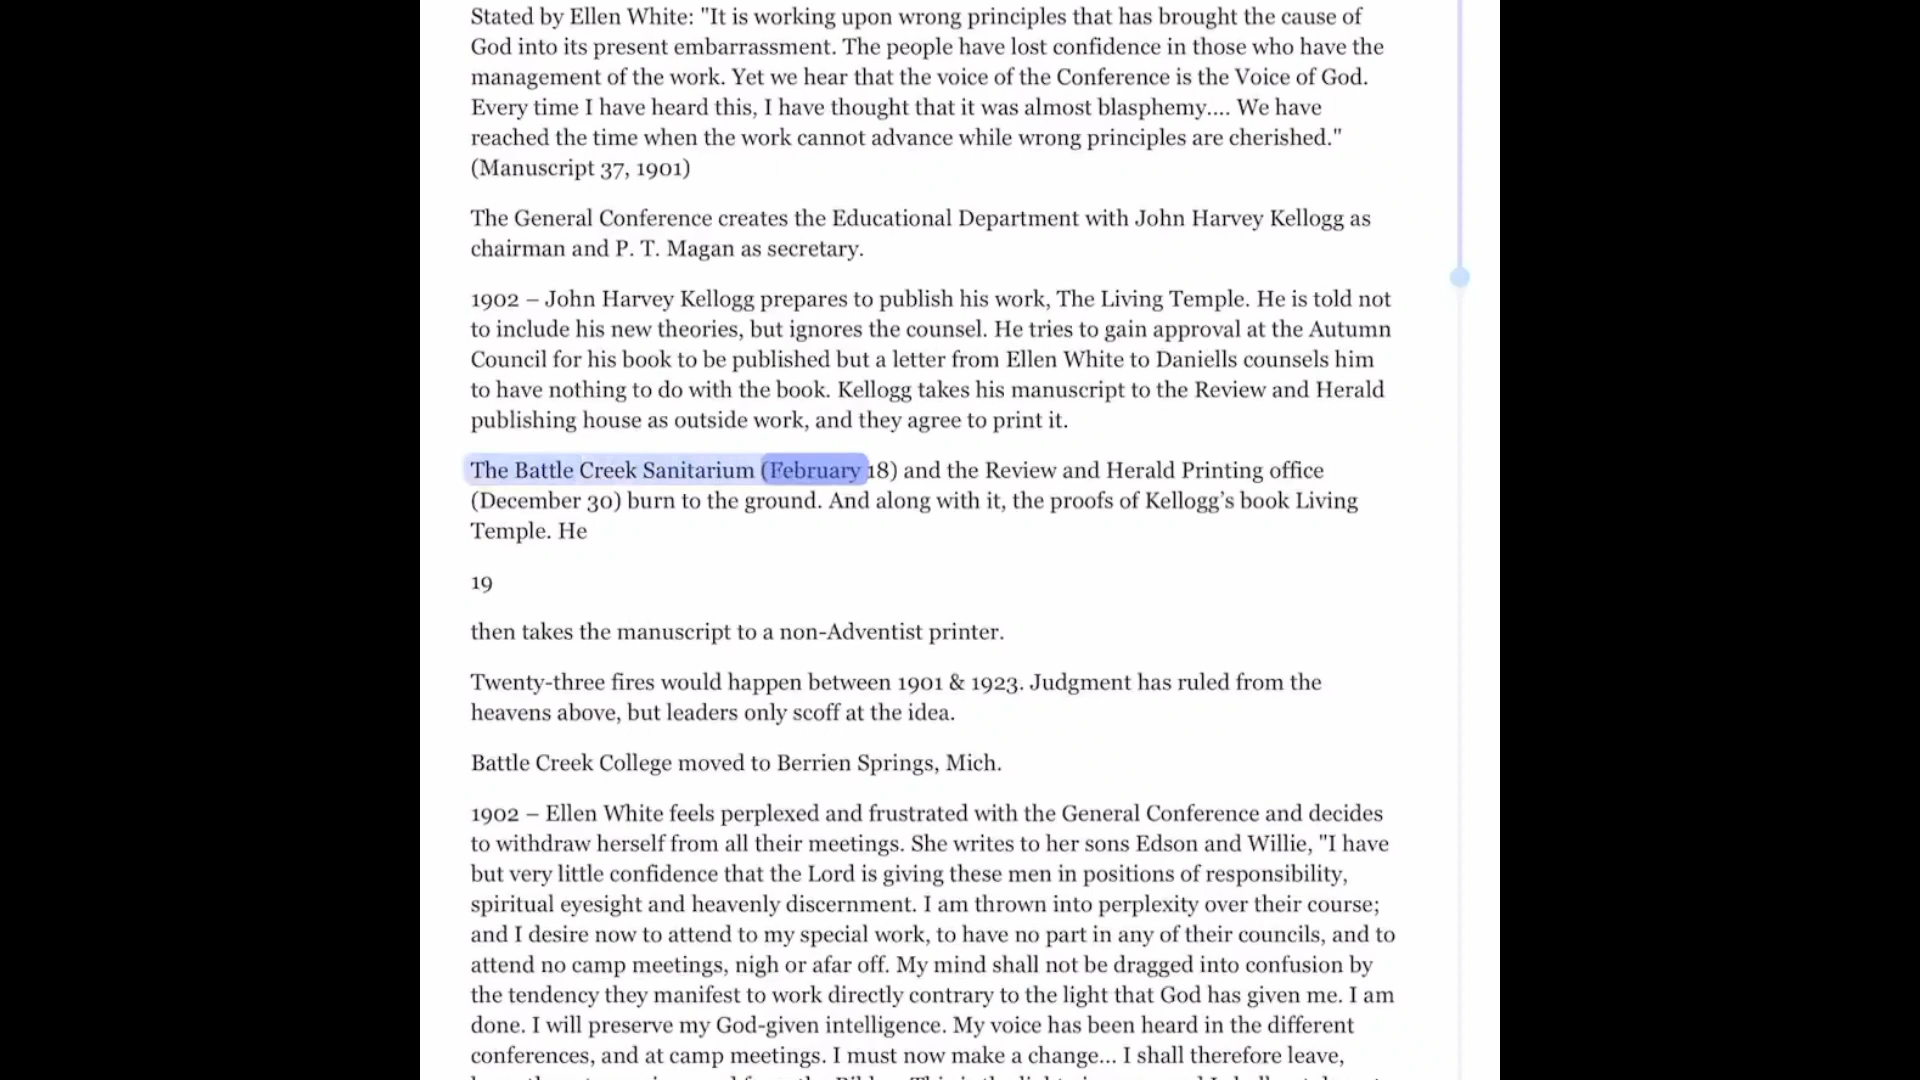 Stated by Ellen White: "It is working upon wrong principles that has brought the cause of
God into its present embarrassment. The people have lost confidence in those who have the
management of the work. Yet we hear that the voice of the Conference is the Voice of God.
Every time I have heard this, I have thought that it was almost blasphemy.... We have
reached the time when the work cannot advance while wrong principles are cherished."
(Manuscript 37, 1901)
The General Conference creates the Educational Department with John Harvey Kellogg as
chairman and P. T. Magan as secretary.
1902 – John Harvey Kellogg prepares to publish his work, The Living Temple. He is told not
to include his new theories, but ignores the counsel. He tries to gain approval at the Autumn
Council for his book to be published but a letter from Ellen White to Daniells counsels him
to have nothing to do with the book. Kellogg takes his manuscript to the Review and Herald
publishing house as outside work, and they agree to print it.
The Battle Creek Sanitarium (February 18) and the Review and Herald Printing office
(December 30) burn to the ground. And along with it, the proofs of Kellogg’s book Living
Temple. He
19
then takes the manuscript to a non-Adventist printer.
Twenty-three fires would happen between 1901 & 1923. Judgment has ruled from the
heavens above, but leaders only scoff at the idea.
Battle Creek College moved to Berrien Springs, Mich.
1902 – Ellen White feels perplexed and frustrated with the General Conference and decides
to withdraw herself from all their meetings. She writes to her sons Edson and Willie, "I have
but very little confidence that the Lord is giving these men in positions of responsibility,
spiritual eyesight and heavenly discernment. I am thrown into perplexity over their course;
and I desire now to attend to my special work, to have no part in any of their councils, and to
attend no camp meetings, nigh or afar off. My mind shall not be dragged into confusion by
the tendency they manifest to work directly contrary to the light that God has given me. I am
done. I will preserve my God-given intelligence. My voice has been heard in the different
conferences, and at camp meetings. I must now make a change... I shall therefore leave,